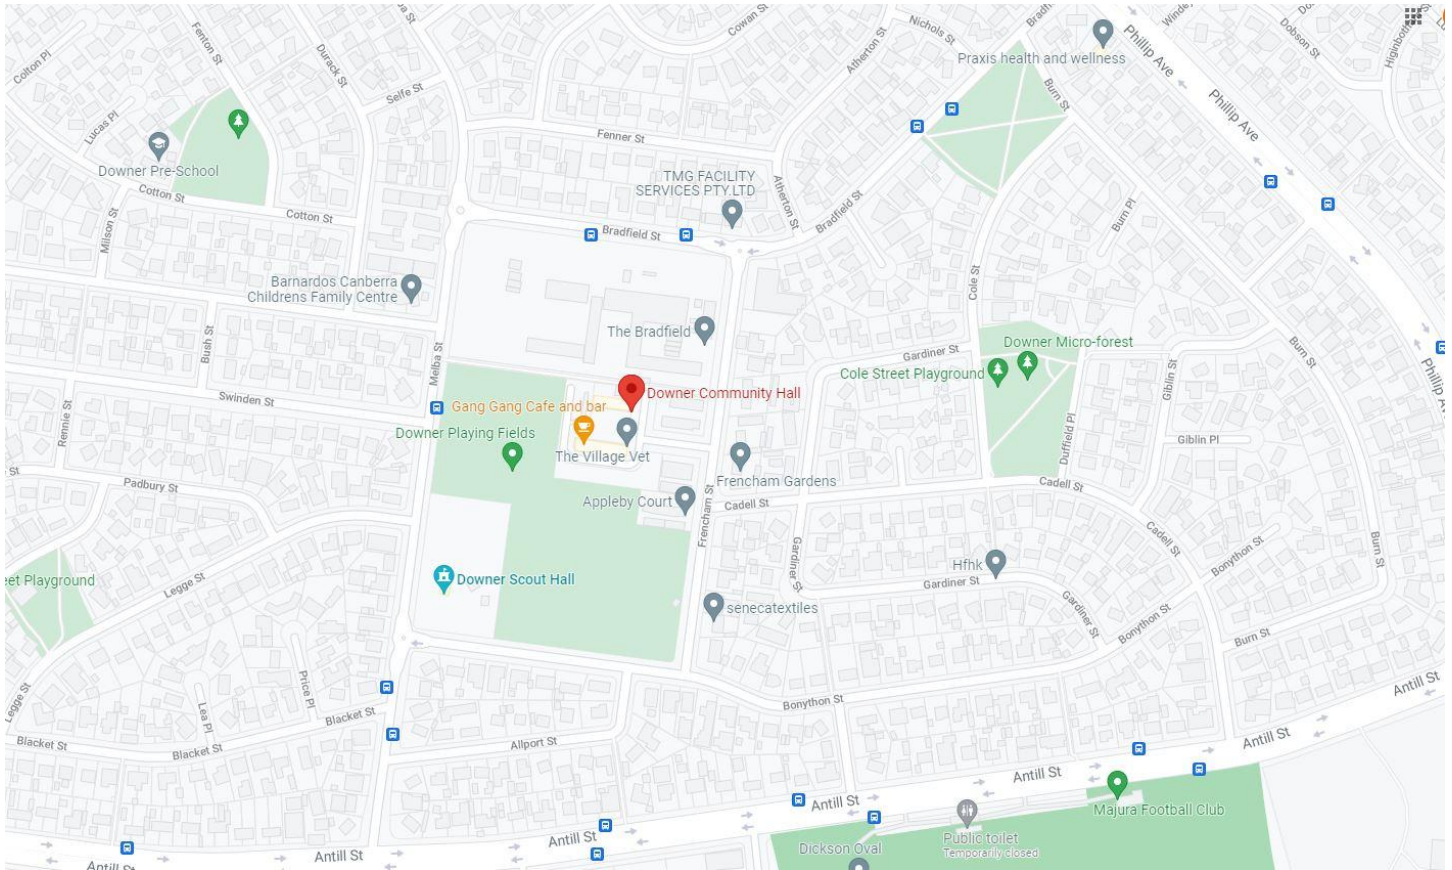 Cowan St
Nichols St
Phillip Ave
Dobson St
Fenton St
Colton Pl
Durack St
Atherton St
Praxis health and wellness
Selfe St
Burn St
Phillip Ave
Lucas Pl
Fenner St
Downer Pre-School
TMG FACILITY
SERVICES PTY LTD
Cotton St
Cotton St
Atherton St
Bradfield St
Burn Pl
Milson St
Bradfield St
Barnardos Canberra
Childrens Family Centre
Cole St
The Bradfield
Bush St
Melba St
Gardiner St
Downer Micro-forest
Burn St
Cole Street Playground
Giblin St
Swinden St
Downer Community Hall
Gang Gang Cafe and bar
Rennie St
Downer Playing Fields
Duffield Pl
Giblin Pl
The Village Vet
St
Padbury St
Frencham Gardens
Cadell St
Appleby Court
Cadell St
Frencham St
Cadell St
Burn St
Bonython St
Gardiner St
Hfhk
et Playground
Legge St
Downer Scout Hall
Gardiner St
Gardiner St
senecatextiles
Bonython St
Burn St
Legge St
Price Pl
Lea Pl
Bonython St
Antill St
Blacket St
Blacket St
Blacket St
Allport St
Antill St
Antill St
Antill St
Majura Football Club
Public toilet
Temporarily closed
Antill St
Dickson Oval
Antill St
Antill St